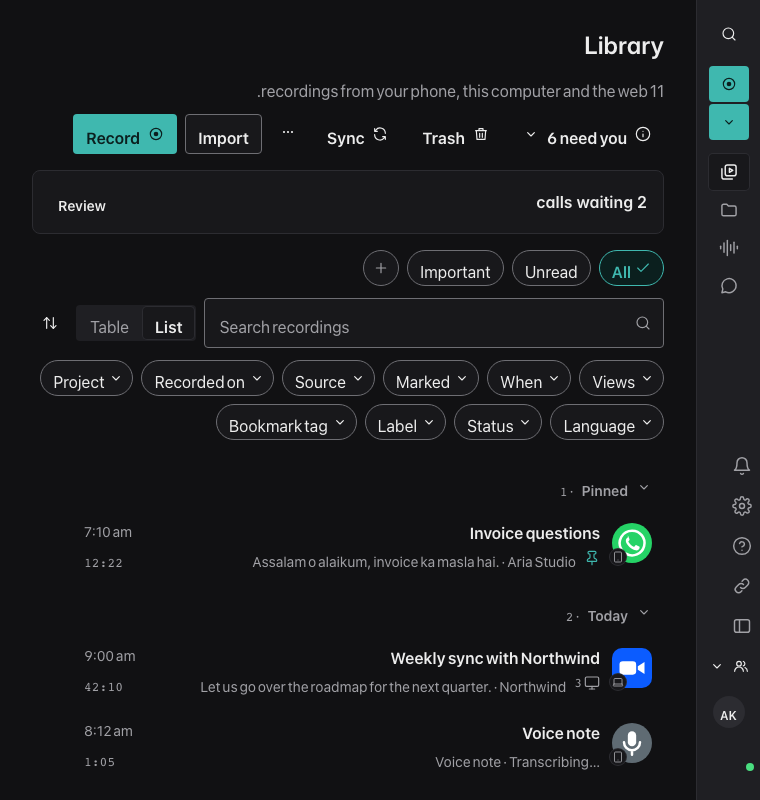 Library
11 recordings from your phone, this computer and the web.
6 need you Trash Sync ... Import Record
2 calls waiting Review
All Unread Important
Search recordings List Table
Views When Marked Source Recorded on Project
Language Status Label Bookmark tag
Pinned · 1
Invoice questions 7:10 am
Assalam o alaikum, invoice ka masla hai. · Aria Studio 12:22
Today · 2
Weekly sync with Northwind 9:00 am
3 Let us go over the roadmap for the next quarter. · Northwind 42:10
Voice note 8:12 am
Voice note · Transcribing... 1:05
AK